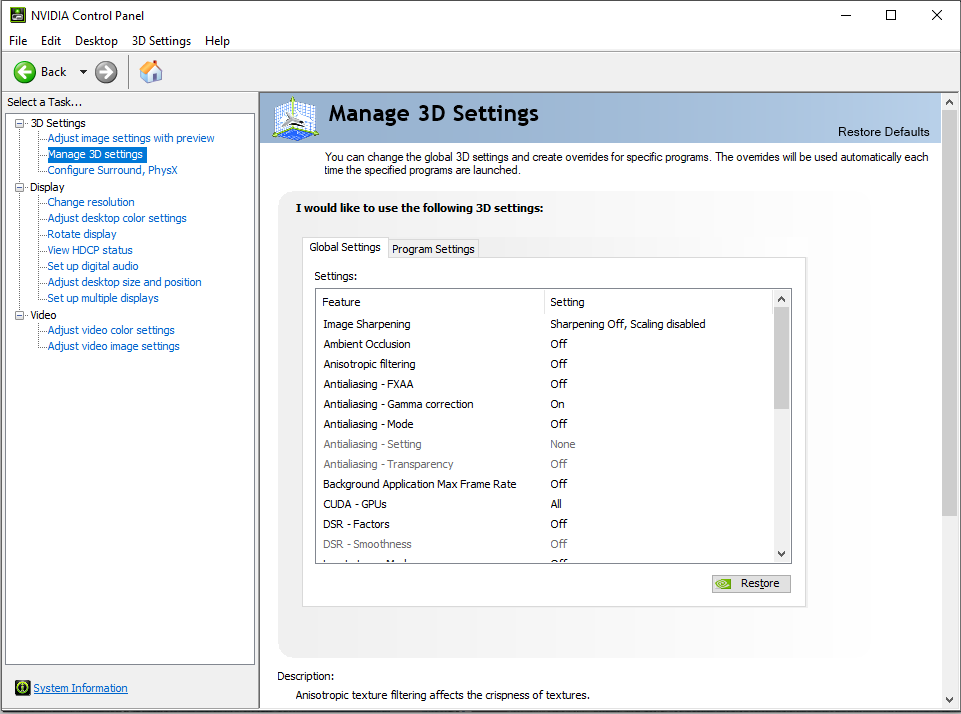 NVIDIA Control Panel
File Edit Desktop 3D Settings Help
Back
Select a Task...
3D Settings
Adjust image settings with preview
Manage 3D settings
Configure Surround, PhysX
Display
Change resolution
Adjust desktop color settings
Rotate display
View HDCP status
Set up digital audio
Adjust desktop size and position
Set up multiple displays
Video
Adjust video color settings
Adjust video image settings
System Information
Manage 3D Settings
Restore Defaults
You can change the global 3D settings and create overrides for specific programs. The overrides will be used automatically each
time the specified programs are launched.
I would like to use the following 3D settings:
Global Settings Program Settings
Settings:
Feature Setting
Image Sharpening Sharpening Off, Scaling disabled
Ambient Occlusion Off
Anisotropic filtering Off
Antialiasing - FXAA Off
Antialiasing - Gamma correction On
Antialiasing - Mode Off
Antialiasing - Setting None
Antialiasing - Transparency Off
Background Application Max Frame Rate Off
CUDA - GPUs All
DSR - Factors Off
DSR - Smoothness Off
Restore
Description:
Anisotropic texture filtering affects the crispness of textures.